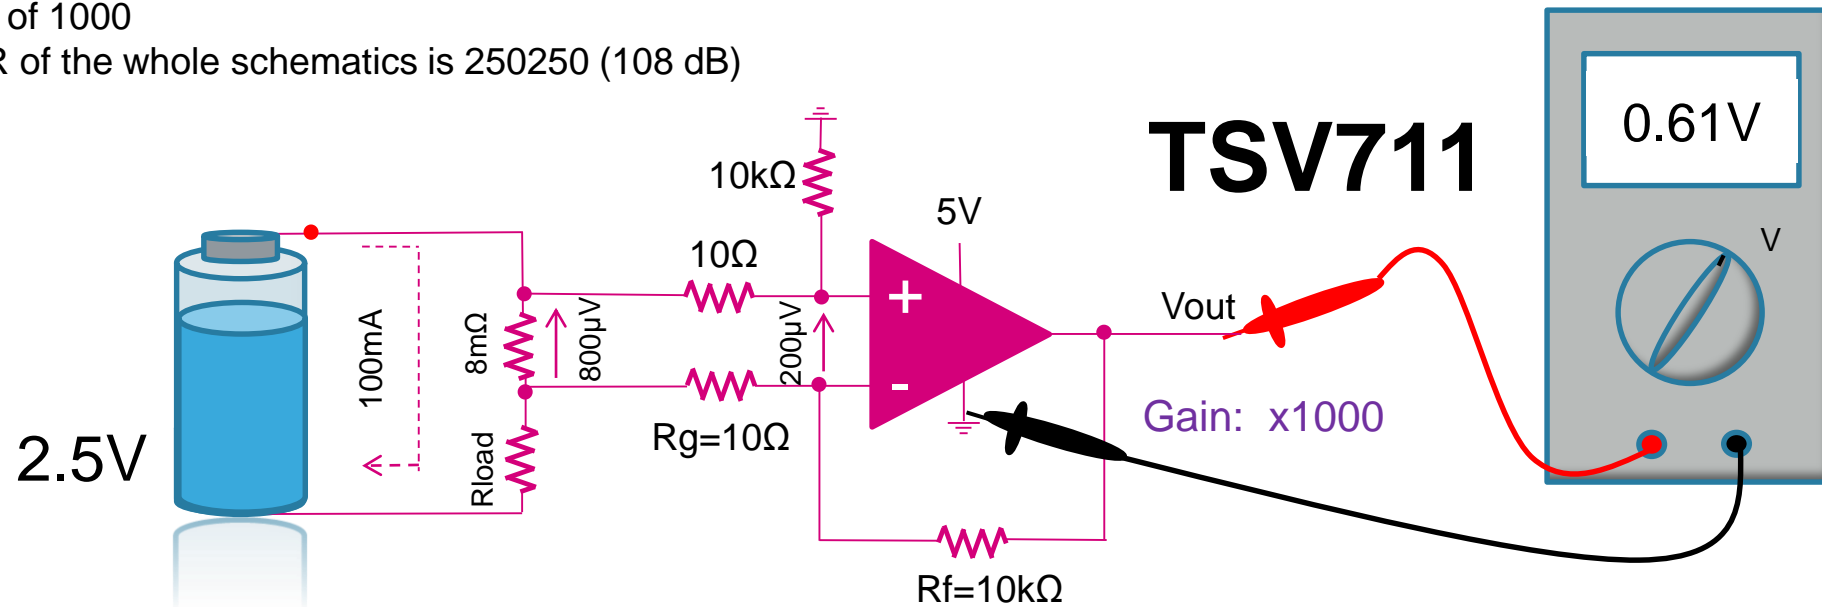 of 1000
R of the whole schematics is 250250 (108 dB)
TSV711
0.61V
V
10kΩ
5V
10Ω
Vout
100mA
8mΩ
800µV
200µV
+
-
Gain: x1000
Rg=10Ω
2.5V
Rload
Rf=10kΩ